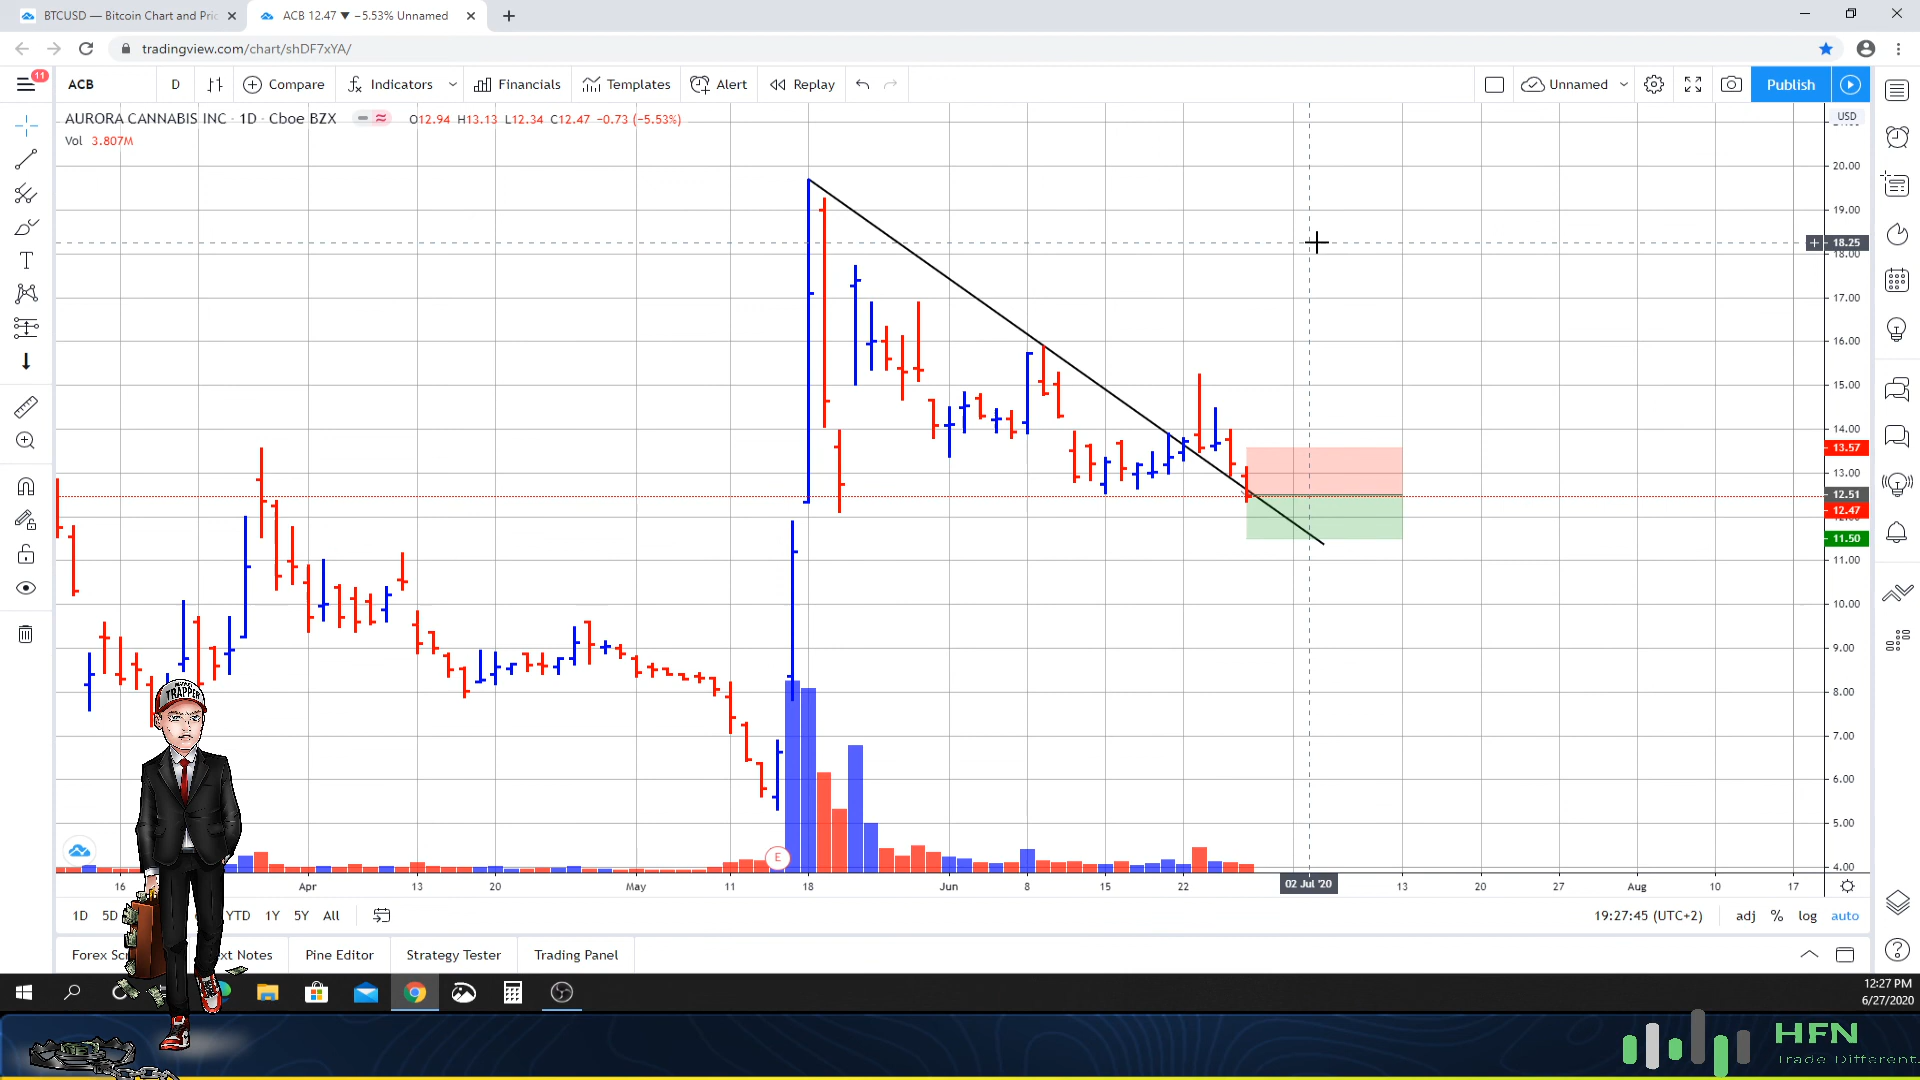 BTCUSD — Bitcoin Chart and Pric
ACB 12.47 ▼ −5.53% Unnamed
tradingview.com/chart/shDF7xYA/
11
ACB D Compare Indicators Financials Templates Alert Replay Unnamed Publish
AURORA CANNABIS INC · 1D · Cboe BZX O12.94 H13.13 L12.34 C12.47 −0.73 (−5.53%)
Vol 3.807M
USD
20.00
19.00
18.25
18.00
17.00
16.00
15.00
14.00
13.57
13.00
12.51
12.47
11.50
11.00
10.00
9.00
8.00
7.00
6.00
5.00
4.00
TRAPPER
E
16 Apr 13 20 May 11 18 Jun 8 15 22 02 Jul '20 13 20 27 Aug 10 17
1D 5D YTD 1Y 5Y All 19:27:45 (UTC+2) adj % log auto
Forex Scr ext Notes Pine Editor Strategy Tester Trading Panel
12:27 PM
6/27/2020
HFN
Trade Different.